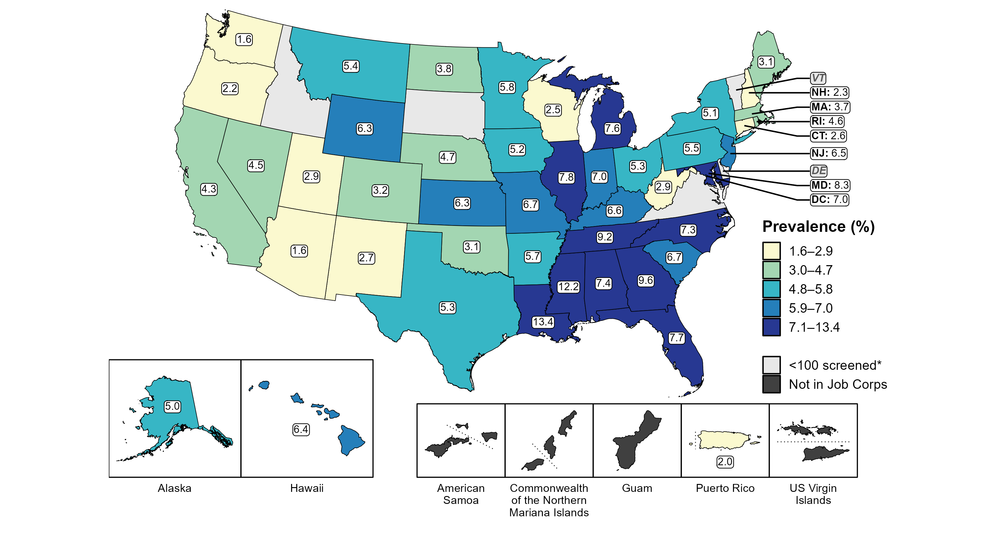 1.6
5.4
3.8
3.1
VT
2.2
5.8
NH: 2.3
2.5
MA: 3.7
5.1
RI: 4.6
6.3
7.6
CT: 2.6
5.2
5.5
NJ: 6.5
4.7
4.5
5.3
DE
2.9
7.8
7.0
MD: 8.3
4.3
3.2
2.9
DC: 7.0
6.3
6.7
6.6
Prevalence (%)
9.2
7.3
1.6
3.1
1.6–2.9
2.7
5.7
6.7
3.0–4.7
12.2
7.4
9.6
4.8–5.8
5.3
5.9–7.0
13.4
7.1–13.4
7.7
<100 screened*
Not in Job Corps
5.0
6.4
2.0
Alaska
Hawaii
American
Samoa
Commonwealth
of the Northern
Mariana Islands
Guam
Puerto Rico
US Virgin
Islands